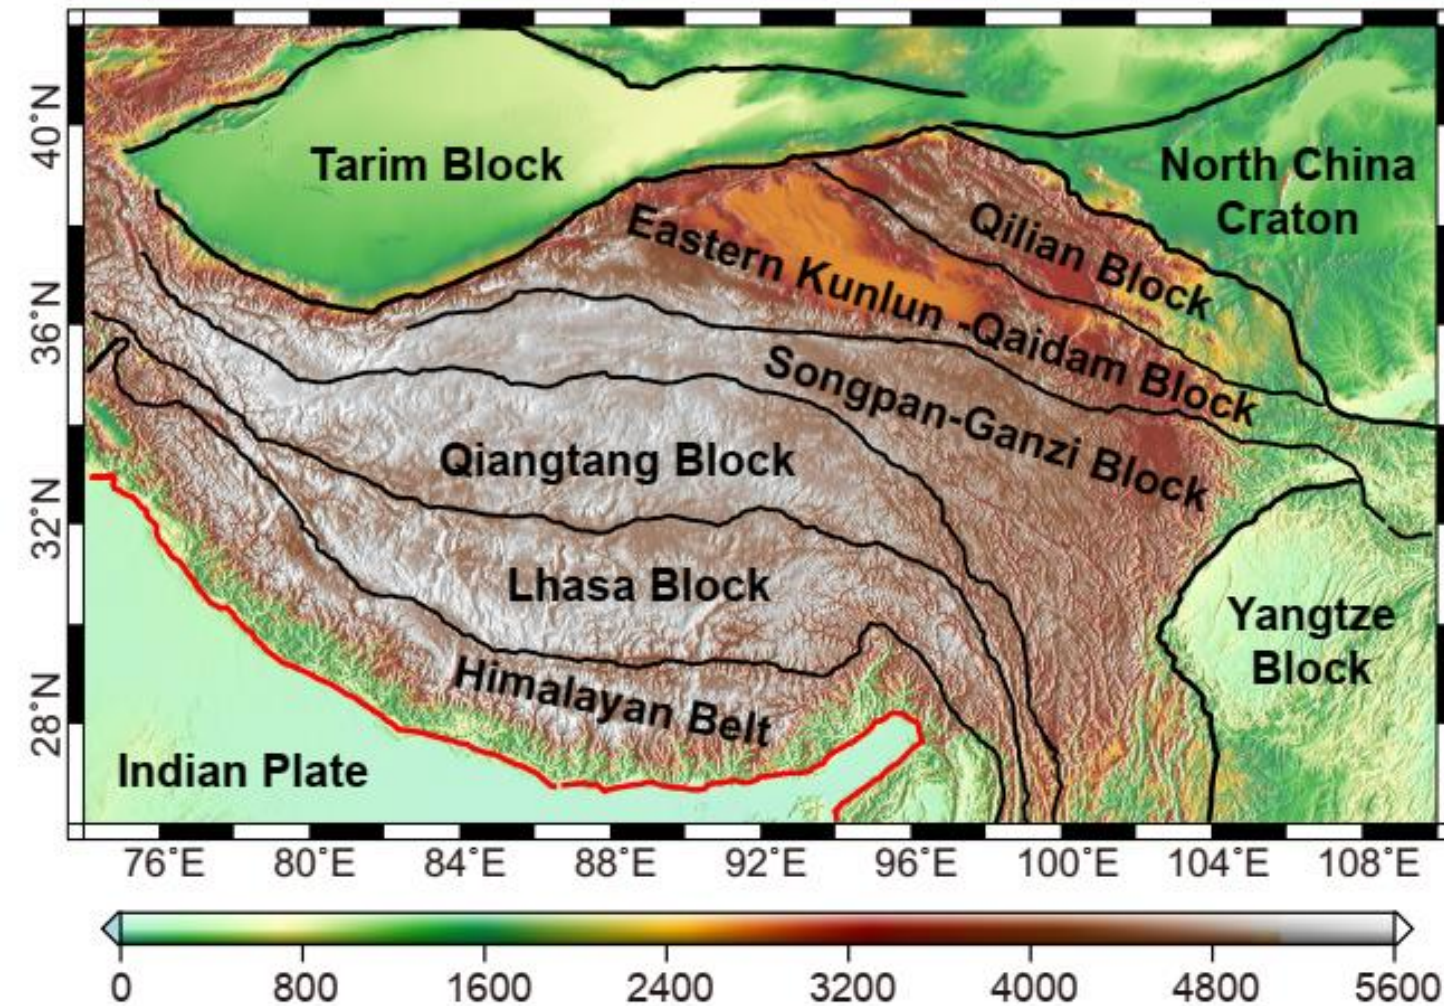 40°N
36°N
32°N
28°N
Tarim Block
North China
Craton
Qilian Block
Eastern Kunlun -Qaidam Block
Songpan-Ganzi Block
Qiangtang Block
Lhasa Block
Yangtze
Block
Himalayan Belt
Indian Plate
76°E 80°E 84°E 88°E 92°E 96°E 100°E 104°E 108°E
0 800 1600 2400 3200 4000 4800 5600